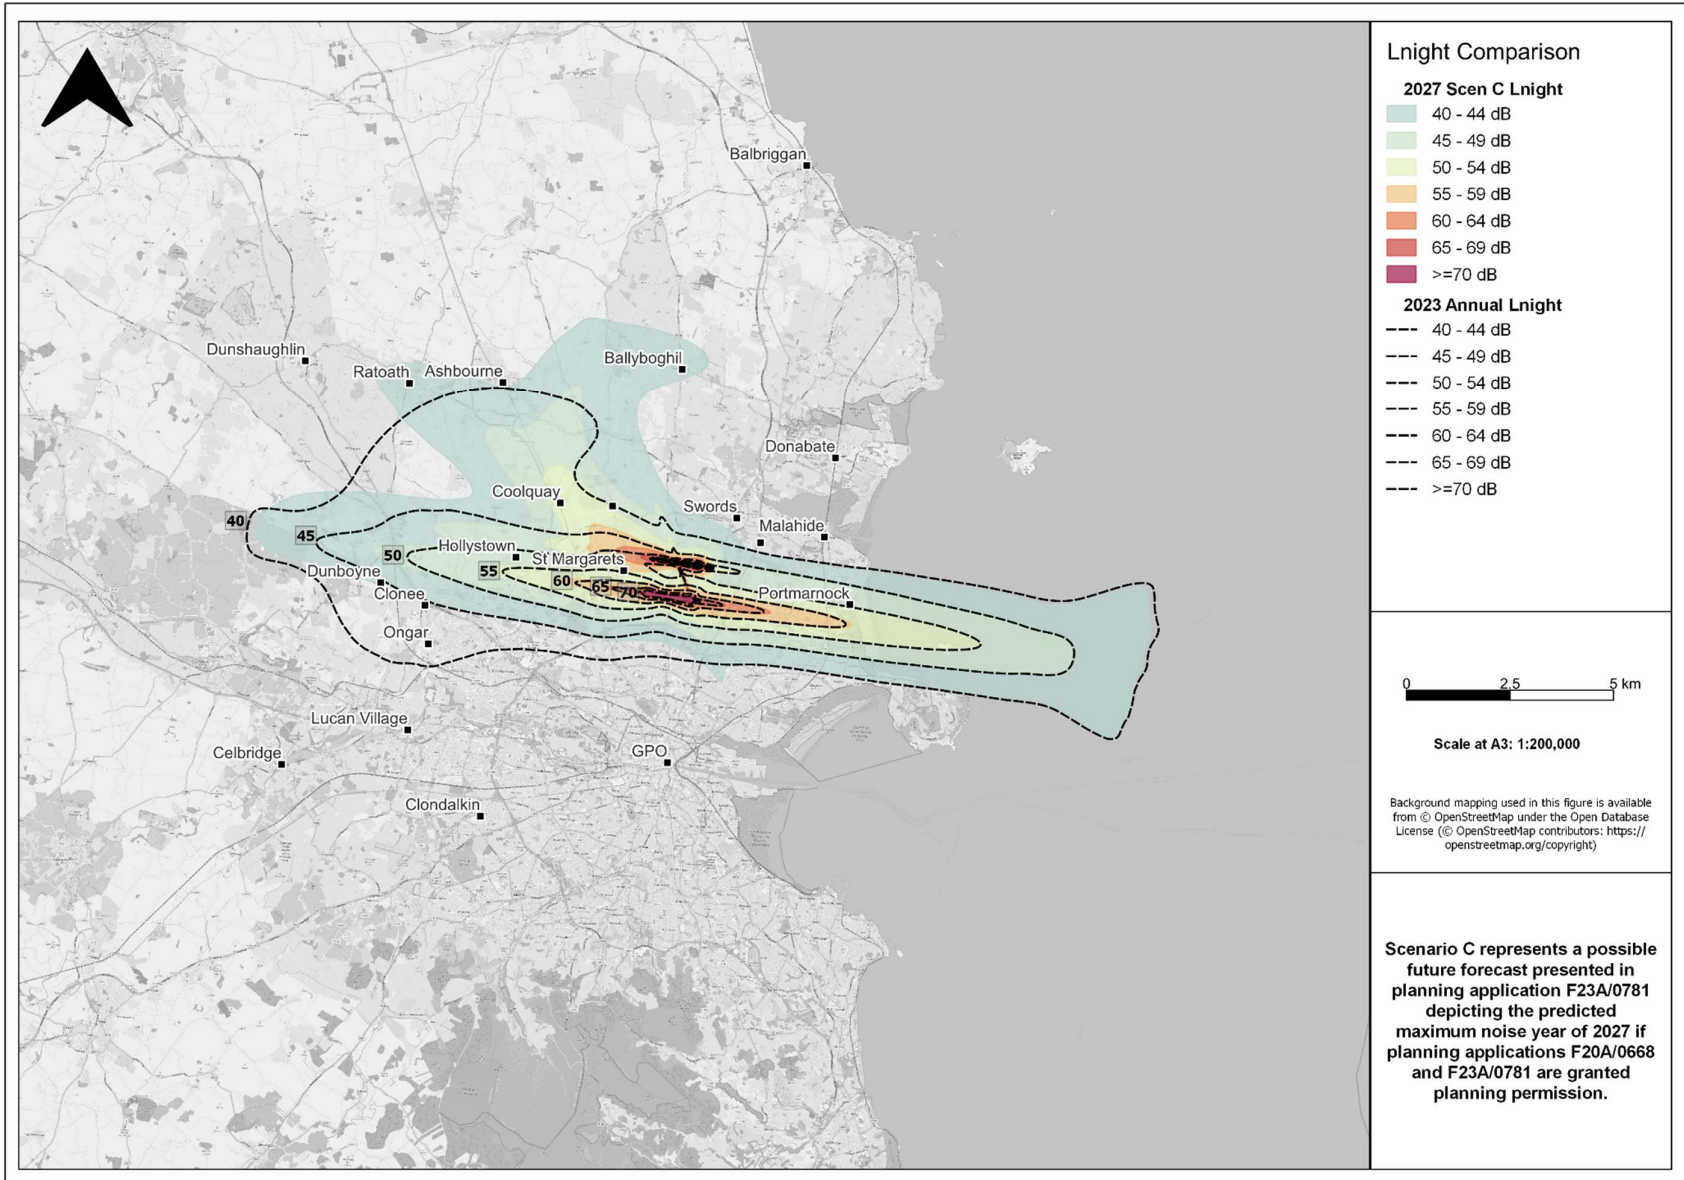 Balbriggan
Dunshaughlin
Ratoath
Ashbourne
Ballyboghil
Donabate
Coolquay
Swords
Malahide
40
45
50
Hollystown
St Margarets
55
60
65
70
Dunboyne
Clonee
Portmarnock
Ongar
Lucan Village
Celbridge
GPO
Clondalkin
Lnight Comparison
2027 Scen C Lnight
40 - 44 dB
45 - 49 dB
50 - 54 dB
55 - 59 dB
60 - 64 dB
65 - 69 dB
>=70 dB
2023 Annual Lnight
40 - 44 dB
45 - 49 dB
50 - 54 dB
55 - 59 dB
60 - 64 dB
65 - 69 dB
>=70 dB
0 2.5 5 km
Scale at A3: 1:200,000
Background mapping used in this figure is available
from © OpenStreetMap under the Open Database
License (© OpenStreetMap contributors: https://
openstreetmap.org/copyright)
Scenario C represents a possible
future forecast presented in
planning application F23A/0781
depicting the predicted
maximum noise year of 2027 if
planning applications F20A/0668
and F23A/0781 are granted
planning permission.